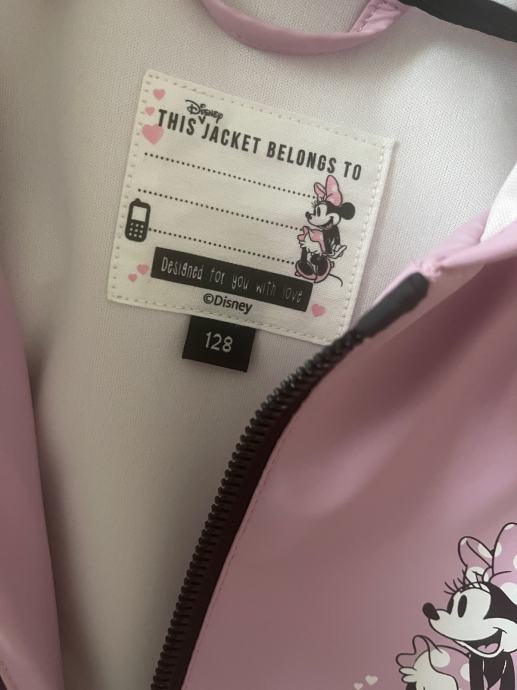 Disney
THIS JACKET BELONGS TO
Designed for you with love
©Disney
128